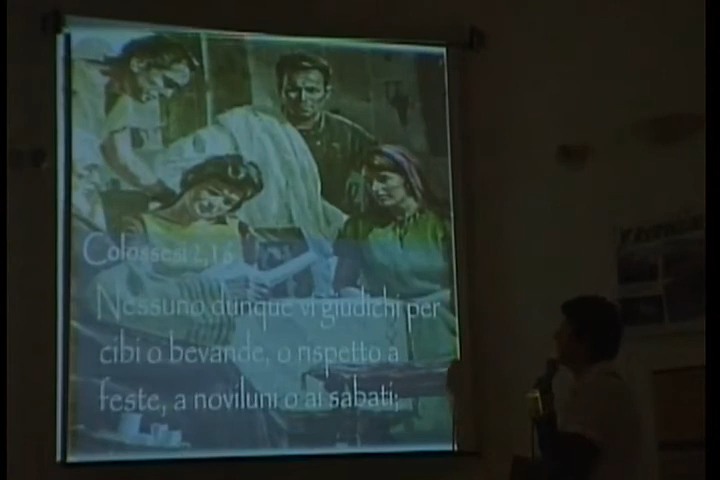 Colossesi 2,16
Nessuno dunque vi giudichi per
cibi o bevande, o rispetto a
feste, a noviluni o ai sabati;